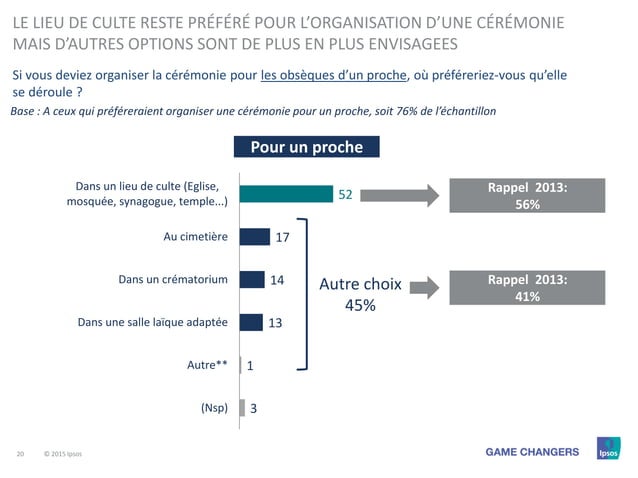 LE LIEU DE CULTE RESTE PRÉFÉRÉ POUR L’ORGANISATION D’UNE CÉRÉMONIE
MAIS D’AUTRES OPTIONS SONT DE PLUS EN PLUS ENVISAGEES
Si vous deviez organiser la cérémonie pour les obsèques d’un proche, où préféreriez-vous qu’elle
se déroule ?
Base : A ceux qui préféreraient organiser une cérémonie pour un proche, soit 76% de l’échantillon
Pour un proche
Dans un lieu de culte (Eglise,
mosquée, synagogue, temple...)
52
Rappel 2013:
56%
Au cimetière
17
Dans un crématorium
14
Dans une salle laïque adaptée
13
Autre**
1
Autre choix
45%
Rappel 2013:
41%
(Nsp)
3
20
© 2015 Ipsos
GAME CHANGERS
Ipsos